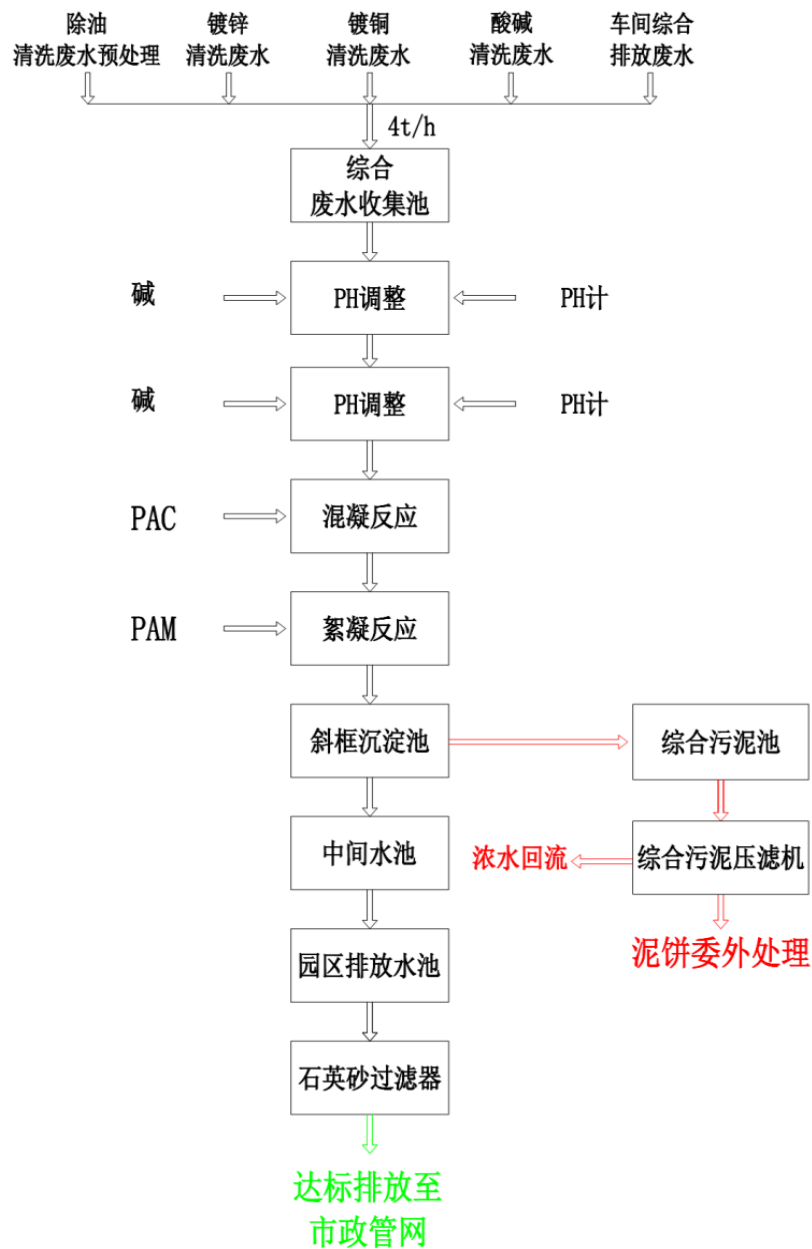 除油
清洗废水预处理
镀锌
清洗废水
镀铜
清洗废水
酸碱
清洗废水
车间综合
排放废水
4t/h
综合
废水收集池
碱
PH调整
PH计
碱
PH调整
PH计
PAC
混凝反应
PAM
絮凝反应
斜框沉淀池
综合污泥池
中间水池
浓水回流
综合污泥压滤机
园区排放水池
泥饼委外处理
石英砂过滤器
达标排放至
市政管网